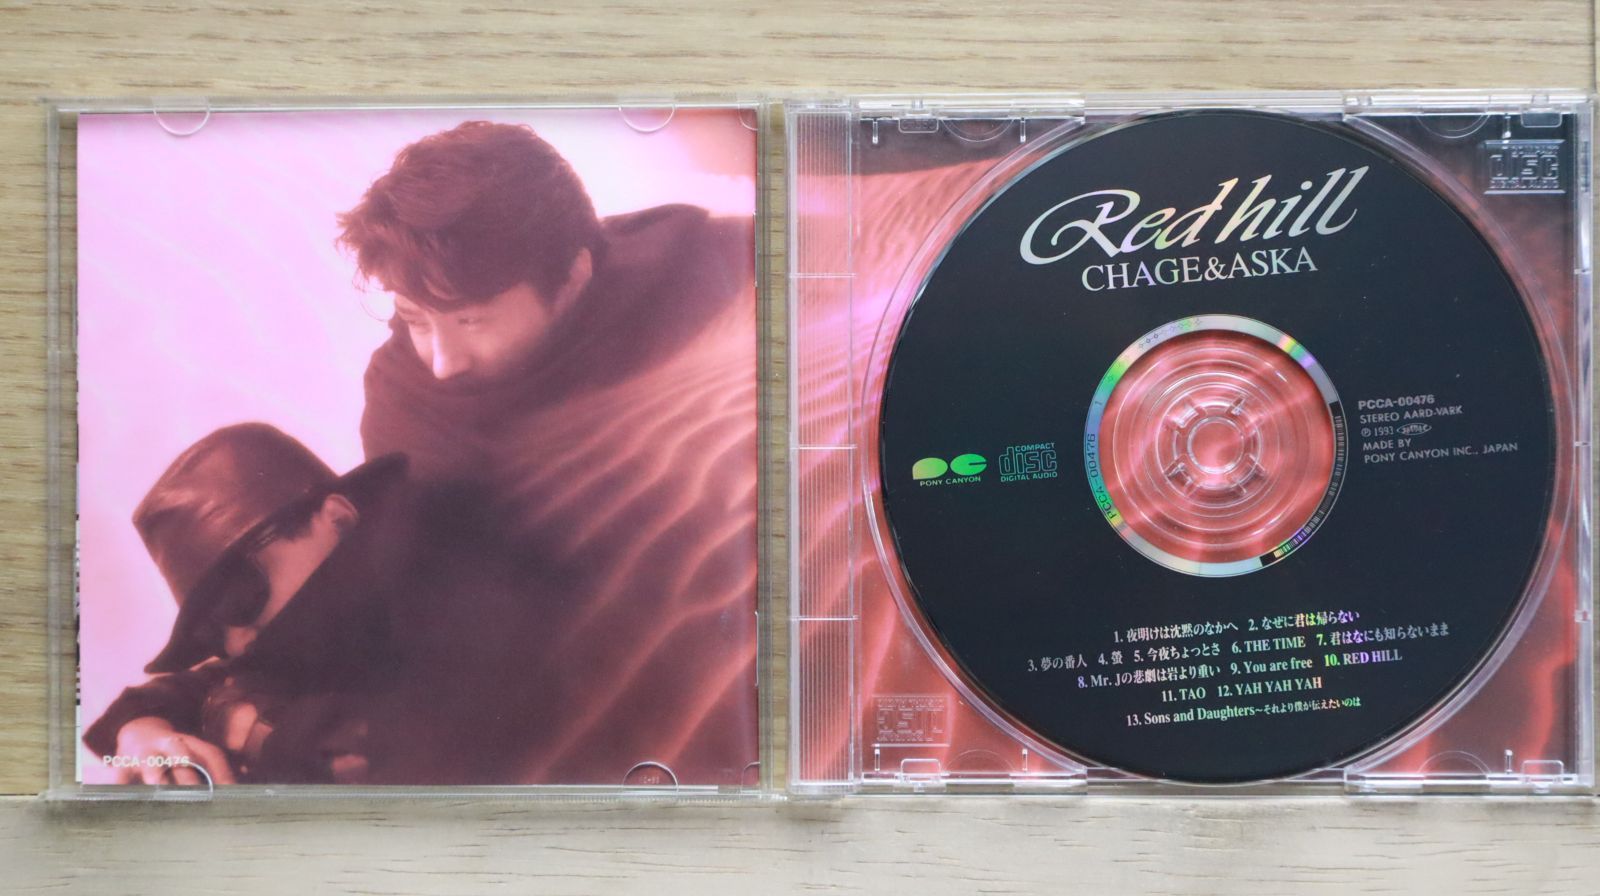 PCCA-00476
Red hill
CHAGE&ASKA
COMPACT
disc
DIGITAL AUDIO
PONY CANYON
COMPACT
disc
DIGITAL AUDIO
PCCA-00476 1
PCCA-00476
STEREO AARD-VARK
Ⓟ 1993
MADE BY
PONY CANYON INC., JAPAN
1. 夜明けは沈黙のなかへ 2. なぜに君は帰らない
3. 夢の番人 4. 螢 5. 今夜ちょっとさ 6. THE TIME 7. 君はなにも知らないまま
8. Mr. Jの悲劇は岩より重い 9. You are free 10. RED HILL
11. TAO 12. YAH YAH YAH
13. Sons and Daughters～それより僕が伝えたいのは